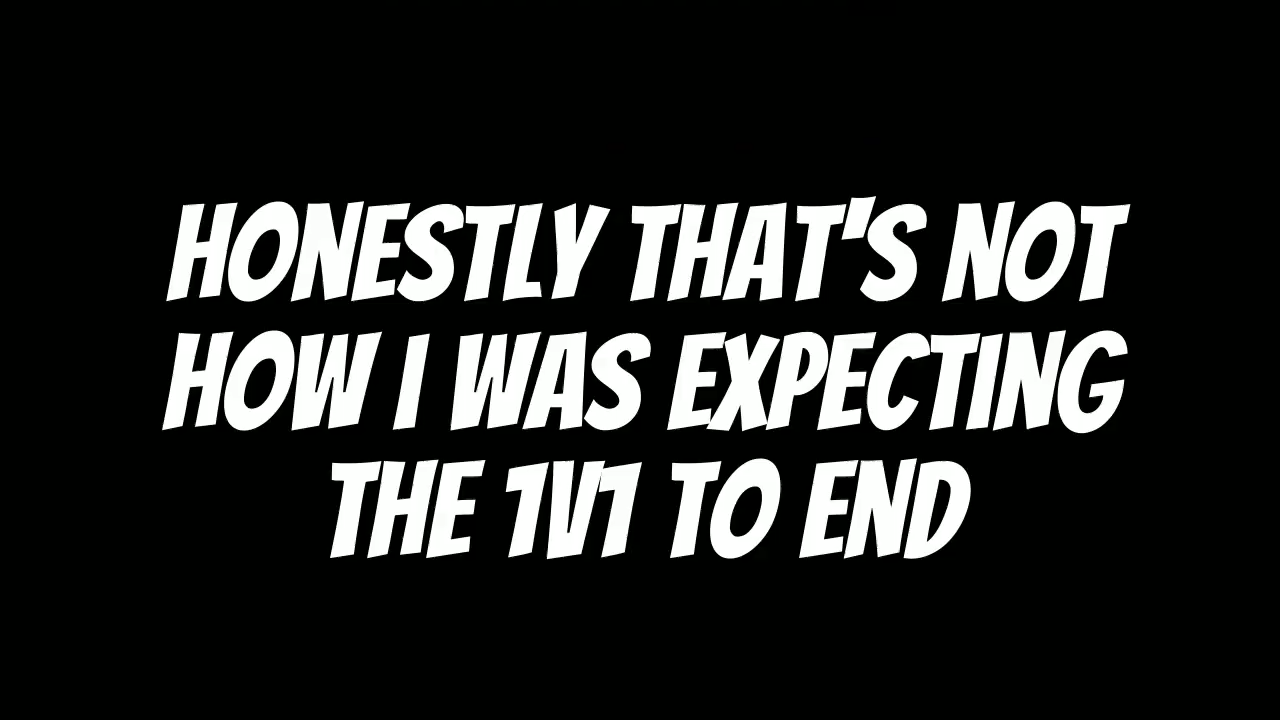 HONESTLY THAT'S NOT
HOW I WAS EXPECTING
THE 1V1 TO END